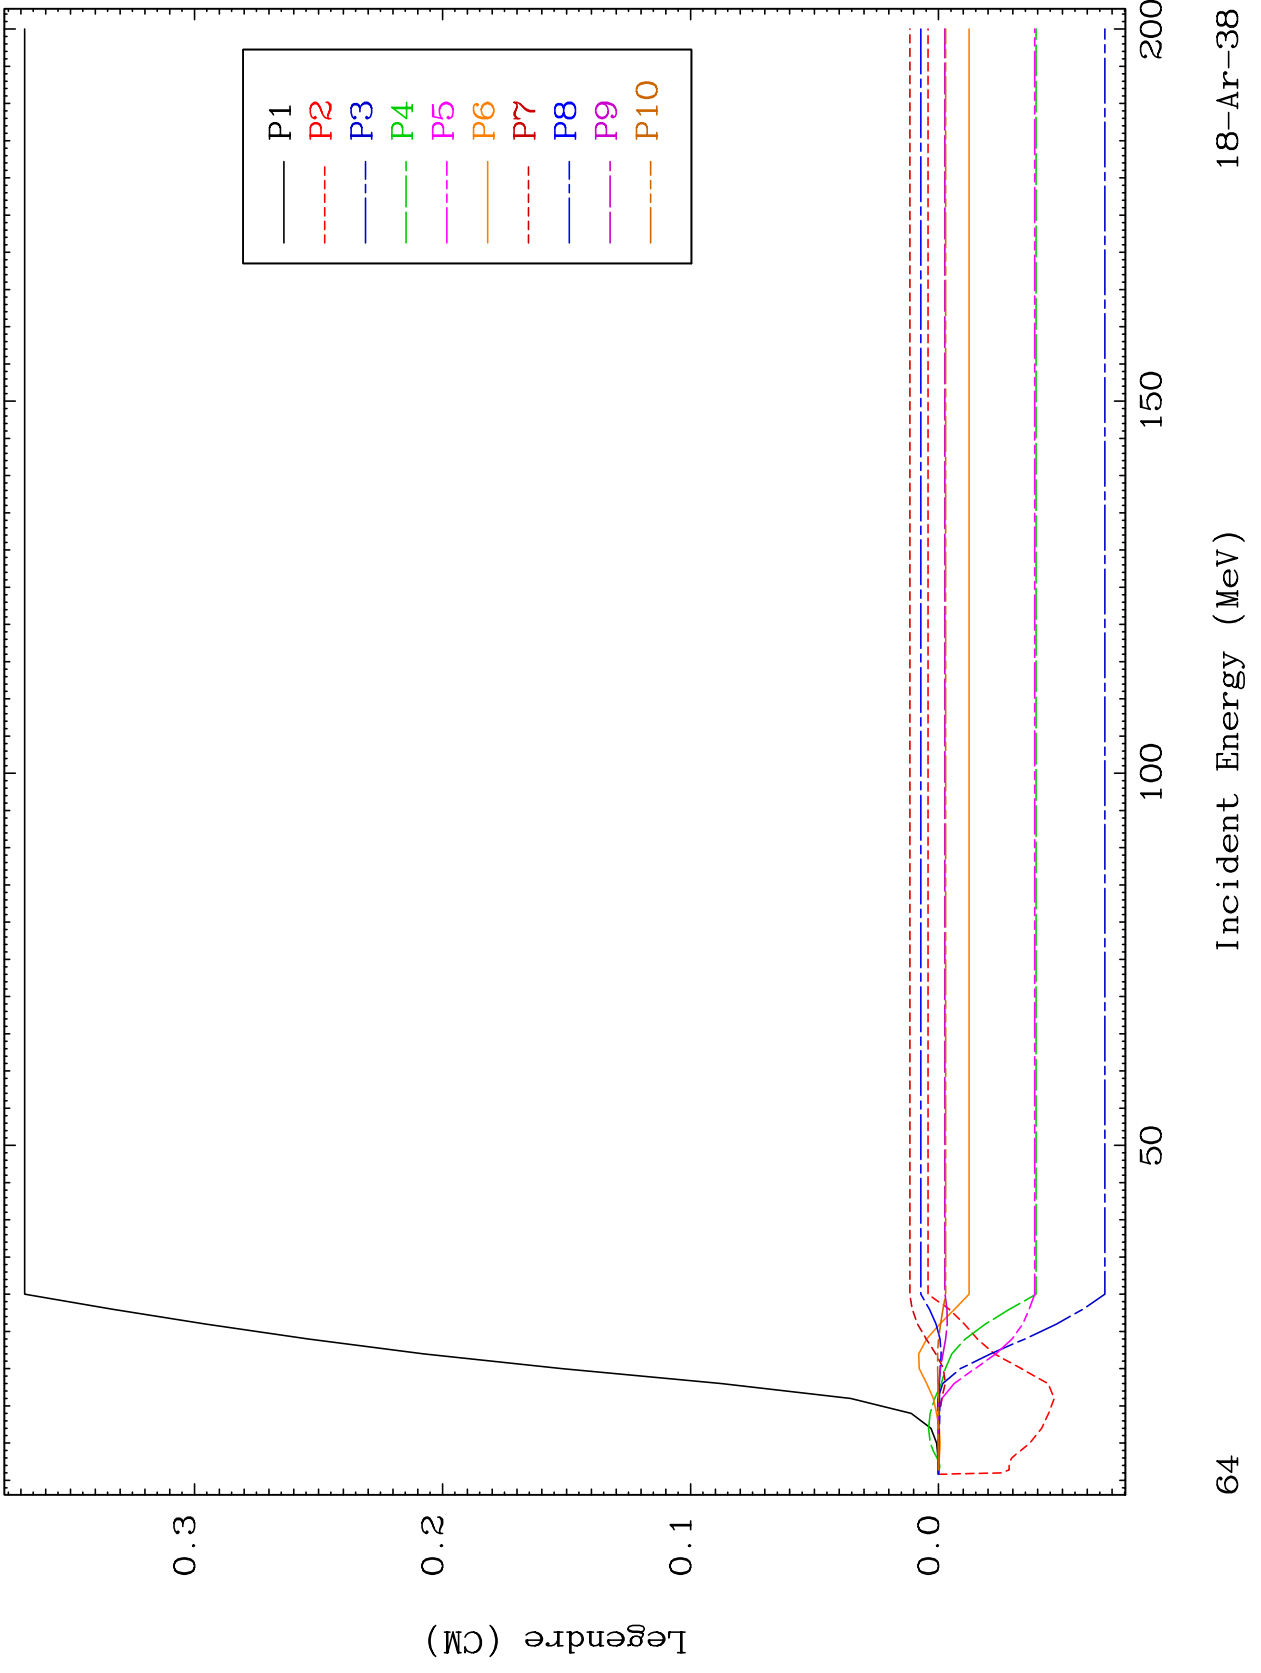 P1
P2
P3
P4
P5
P6
P7
P8
P9
P10
0.3
0.2
0.1
0.0
Legendre (CM)
50
100
150
200
Incident Energy (MeV)
64
18-Ar-38